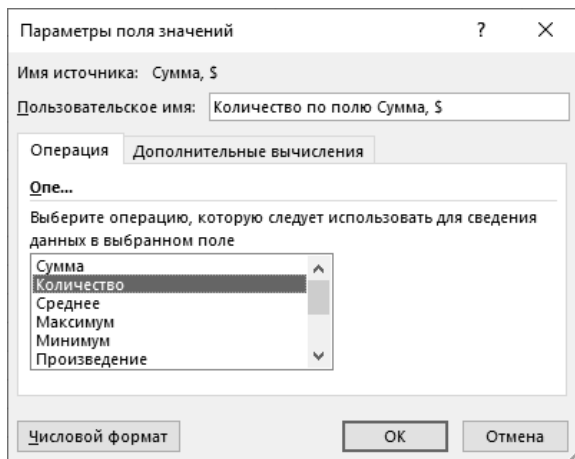 Параметры поля значений ?
Имя источника: Сумма, $
Пользовательское имя: Количество по полю Сумма, $
Операция Дополнительные вычисления
Опе...
Выберите операцию, которую следует использовать для сведения
данных в выбранном поле
Сумма
Количество
Среднее
Максимум
Минимум
Произведение
Числовой формат ОК Отмена